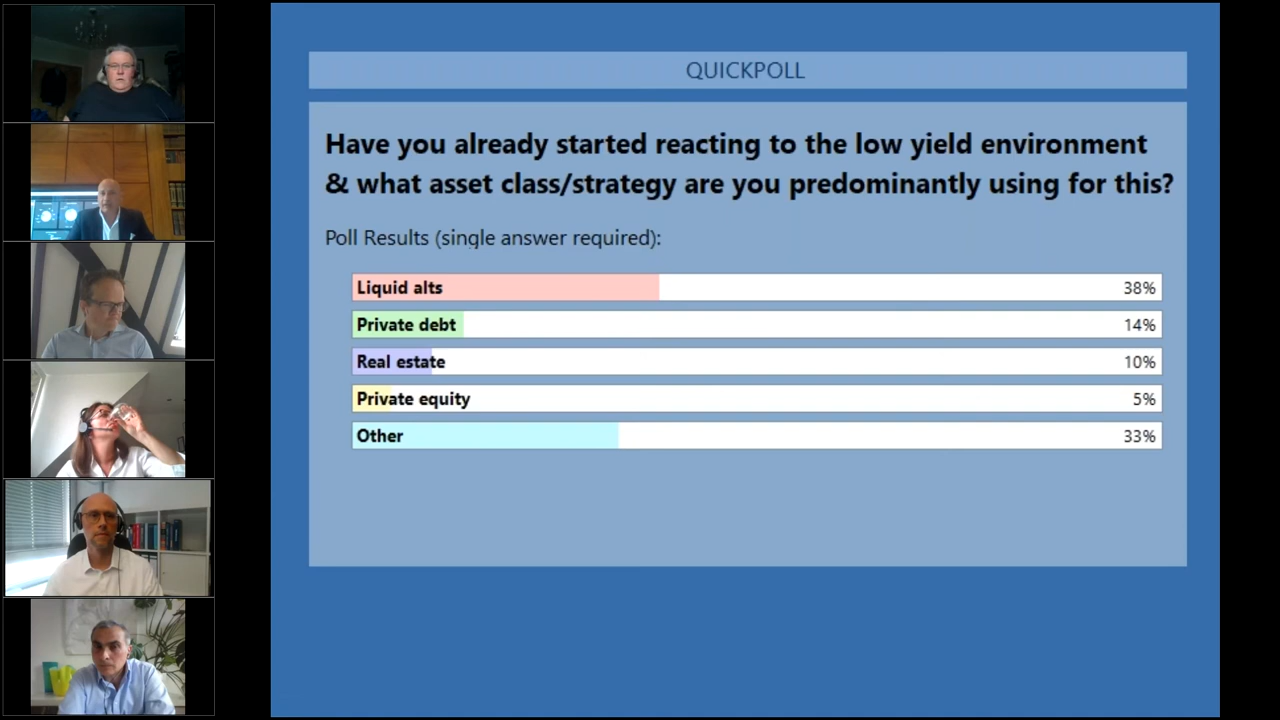 QUICKPOLL
Have you already started reacting to the low yield environment
& what asset class/strategy are you predominantly using for this?
Poll Results (single answer required):
Liquid alts 38%
Private debt 14%
Real estate 10%
Private equity 5%
Other 33%